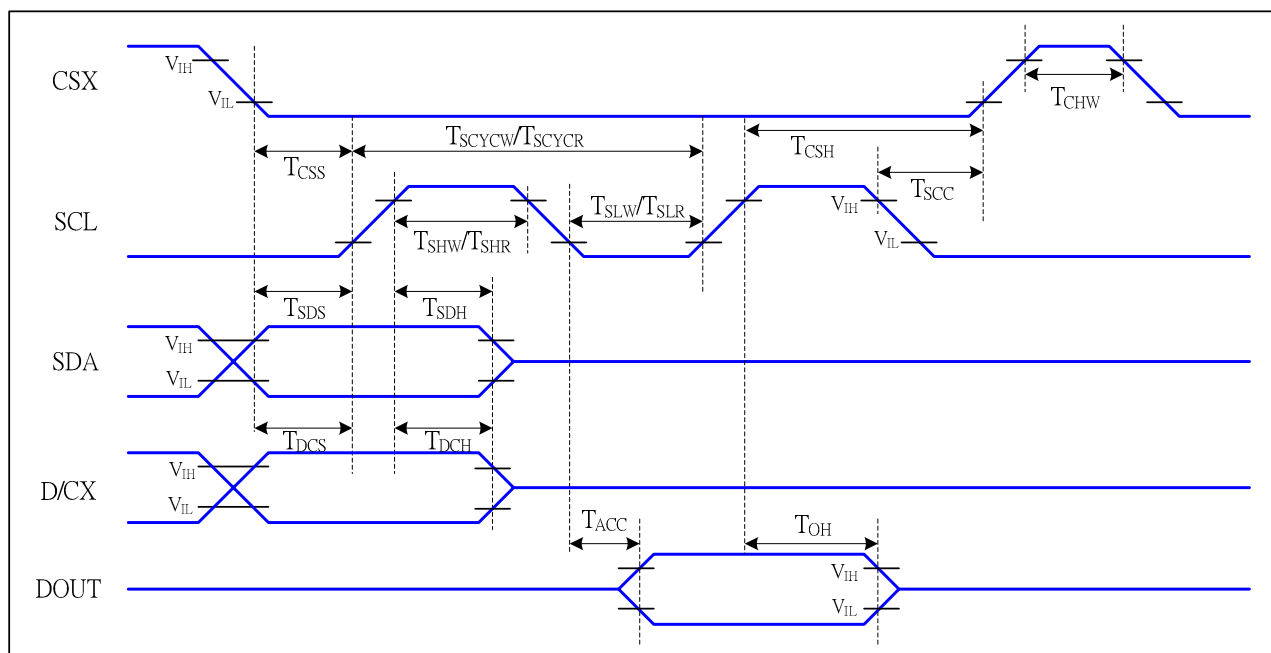 CSX
VIH
VIL
TCHW
TSCYCW/TSCYCR
TCSS
TCSH
TSCC
SCL
TSHW/TSHR
TSLW/TSLR
VIH
VIL
TSDS
TSDH
SDA
VIH
VIL
TDCS
TDCH
D/CX
VIH
VIL
TACC
TOH
DOUT
VIH
VIL